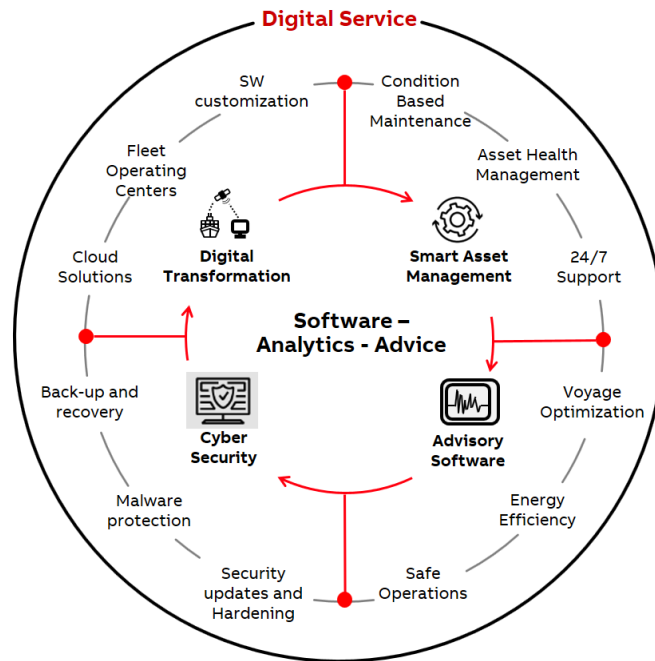 Digital Service
SW
customization
Condition
Based
Maintenance
Fleet
Operating
Centers
Asset Health
Management
Cloud
Solutions
Digital
Transformation
Smart Asset
Management
24/7
Support
Software –
Analytics - Advice
Back-up and
recovery
Cyber
Security
Advisory
Software
Voyage
Optimization
Malware
protection
Energy
Efficiency
Security
updates and
Hardening
Safe
Operations